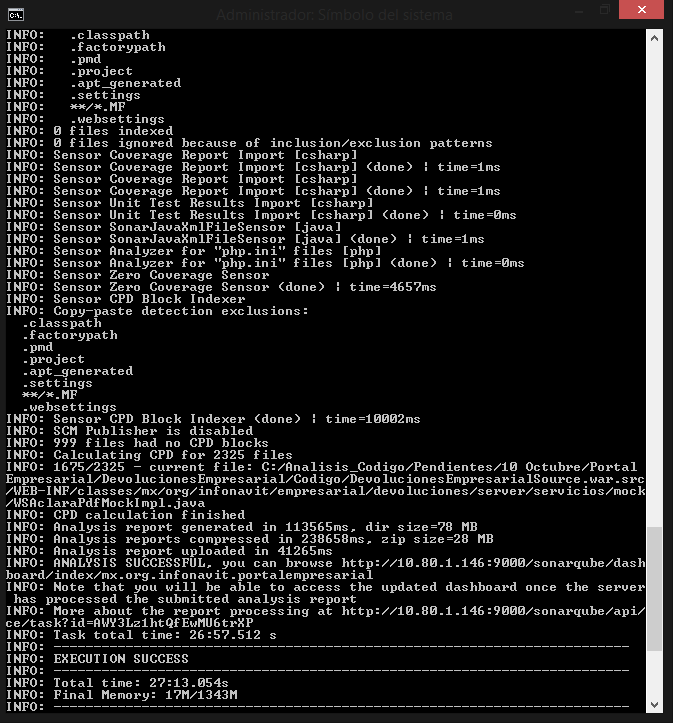 Administrador: Símbolo del sistema
INFO:   .classpath
INFO:   .factorypath
INFO:   .pmd
INFO:   .project
INFO:   .apt_generated
INFO:   .settings
INFO:   **/*.MF
INFO:   .websettings
INFO: 0 files indexed
INFO: 0 files ignored because of inclusion/exclusion patterns
INFO: Sensor Coverage Report Import [csharp]
INFO: Sensor Coverage Report Import [csharp] (done) | time=1ms
INFO: Sensor Coverage Report Import [csharp]
INFO: Sensor Coverage Report Import [csharp] (done) | time=1ms
INFO: Sensor Unit Test Results Import [csharp]
INFO: Sensor Unit Test Results Import [csharp] (done) | time=0ms
INFO: Sensor SonarJavaXmlFileSensor [java]
INFO: Sensor SonarJavaXmlFileSensor [java] (done) | time=1ms
INFO: Sensor Analyzer for "php.ini" files [php]
INFO: Sensor Analyzer for "php.ini" files [php] (done) | time=0ms
INFO: Sensor Zero Coverage Sensor
INFO: Sensor Zero Coverage Sensor (done) | time=4657ms
INFO: Sensor CPD Block Indexer
INFO: Copy-paste detection exclusions:
  .classpath
  .factorypath
  .pmd
  .project
  .apt_generated
  .settings
  **/*.MF
  .websettings
INFO: Sensor CPD Block Indexer (done) | time=10002ms
INFO: SCM Publisher is disabled
INFO: 999 files had no CPD blocks
INFO: Calculating CPD for 2325 files
INFO: 1675/2325 - current file: C:/Analisis_Codigo/Pendientes/10 Octubre/Portal
Empresarial/DevolucionesEmpresarial/Codigo/DevolucionesEmpresarialSource.war.src
/WEB-INF/classes/mx/org/infonavit/empresarial/devoluciones/server/servicios/mock
/WSAclaraPdfMockImpl.java
INFO: CPD calculation finished
INFO: Analysis report generated in 113565ms, dir size=78 MB
INFO: Analysis reports compressed in 238658ms, zip size=28 MB
INFO: Analysis report uploaded in 41265ms
INFO: ANALYSIS SUCCESSFUL, you can browse http://10.80.1.146:9000/sonarqube/dash
board/index/mx.org.infonavit.portalempresarial
INFO: Note that you will be able to access the updated dashboard once the server
 has processed the submitted analysis report
INFO: More about the report processing at http://10.80.1.146:9000/sonarqube/api/
ce/task?id=AWY3Lz1htQfEwMU6trXP
INFO: Task total time: 26:57.512 s
INFO: ------------------------------------------------------------------------
INFO: EXECUTION SUCCESS
INFO: ------------------------------------------------------------------------
INFO: Total time: 27:13.054s
INFO: Final Memory: 17M/1343M
INFO: ------------------------------------------------------------------------